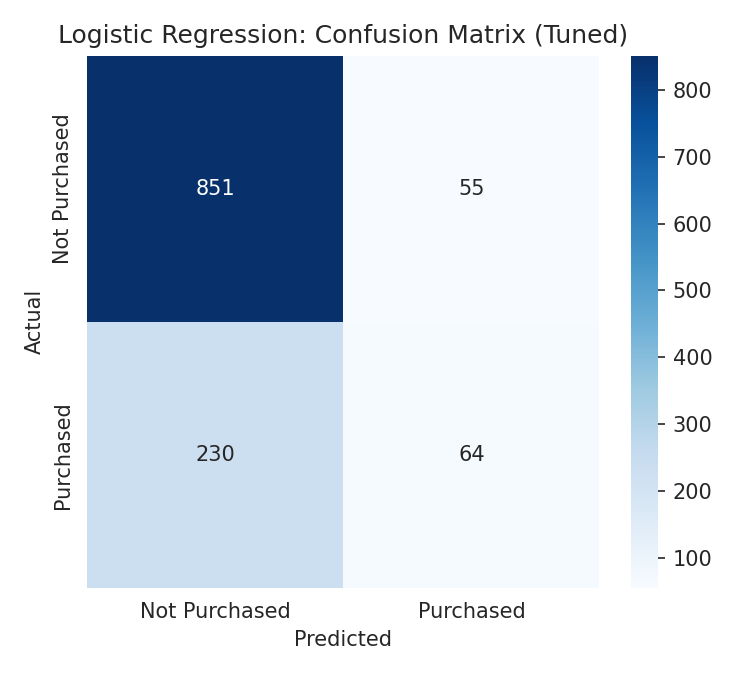 Logistic Regression: Confusion Matrix (Tuned)
Actual
Not Purchased
Purchased
851
55
230
64
Not Purchased
Purchased
Predicted
800
700
600
500
400
300
200
100